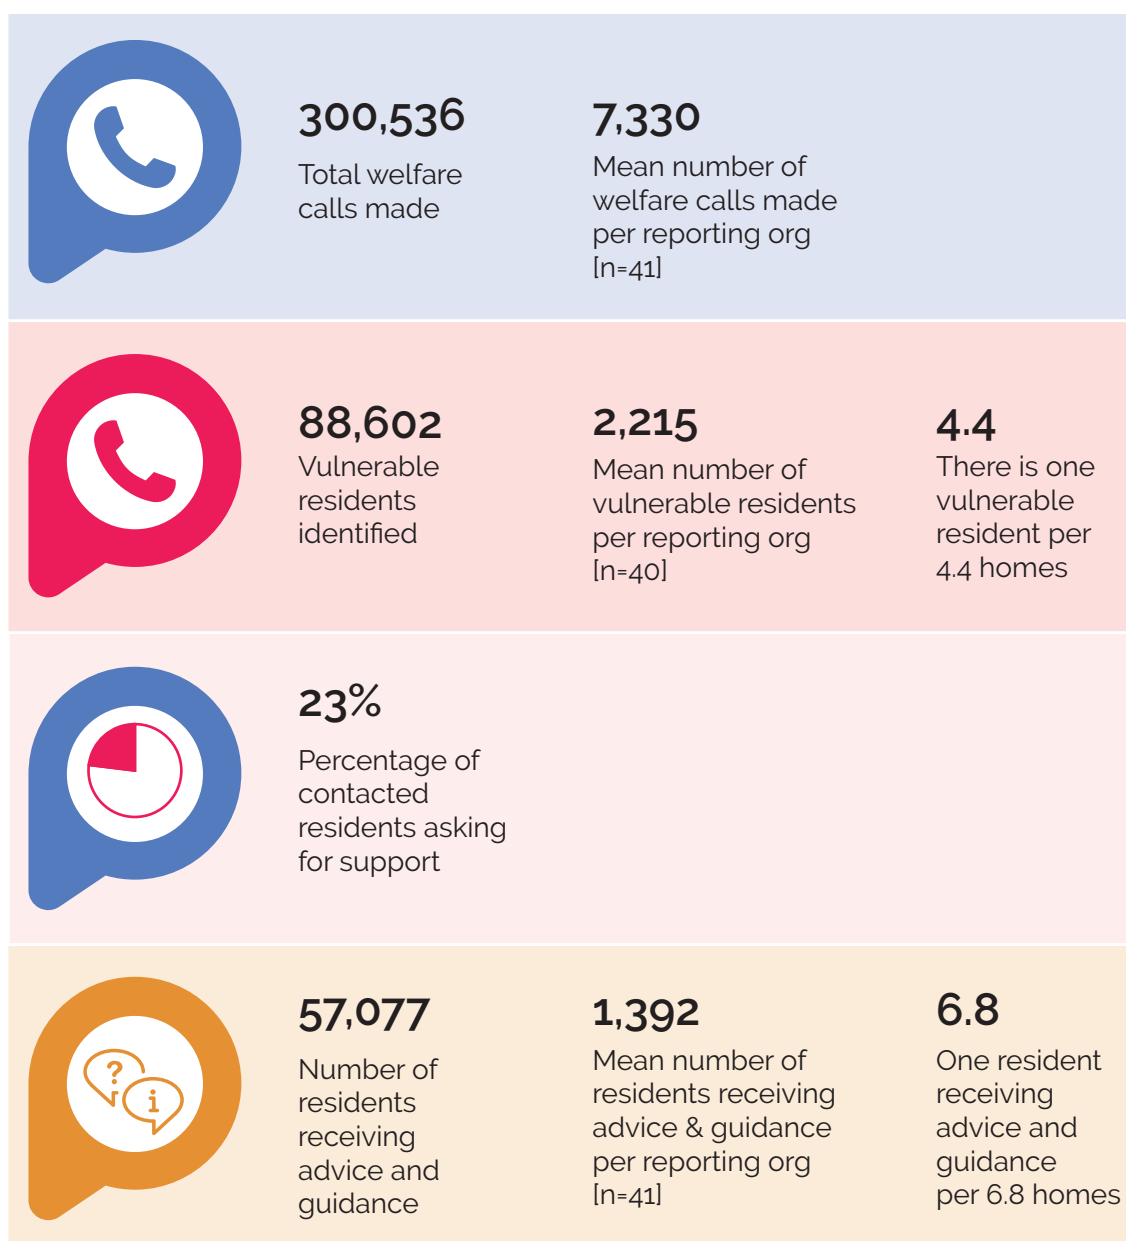 300,536
Total welfare
calls made
7,330
Mean number of
welfare calls made
per reporting org
[n=41]
88,602
Vulnerable
residents
identified
2,215
Mean number of
vulnerable residents
per reporting org
[n=40]
4.4
There is one
vulnerable
resident per
4.4 homes
23%
Percentage of
contacted
residents asking
for support
?
i
57,077
Number of
residents
receiving
advice and
guidance
1,392
Mean number of
residents receiving
advice & guidance
per reporting org
[n=41]
6.8
One resident
receiving
advice and
guidance
per 6.8 homes